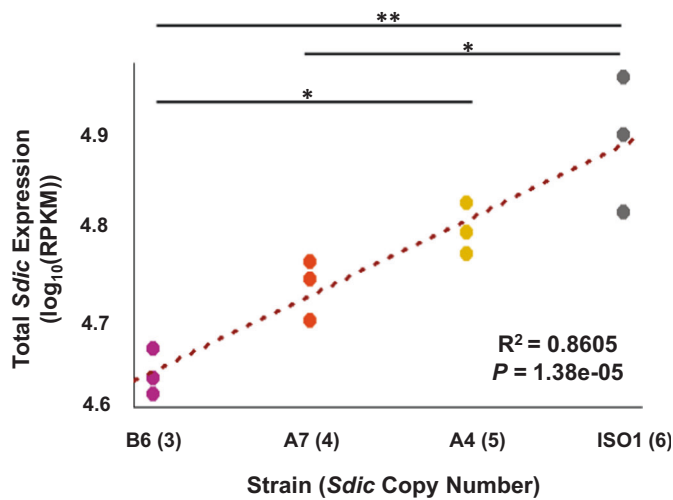 **
*
*
Total Sdic Expression
(log₁₀(RPKM))
4.9
4.8
4.7
4.6
R² = 0.8605
P = 1.38e-05
B6 (3) A7 (4) A4 (5) ISO1 (6)
Strain (Sdic Copy Number)